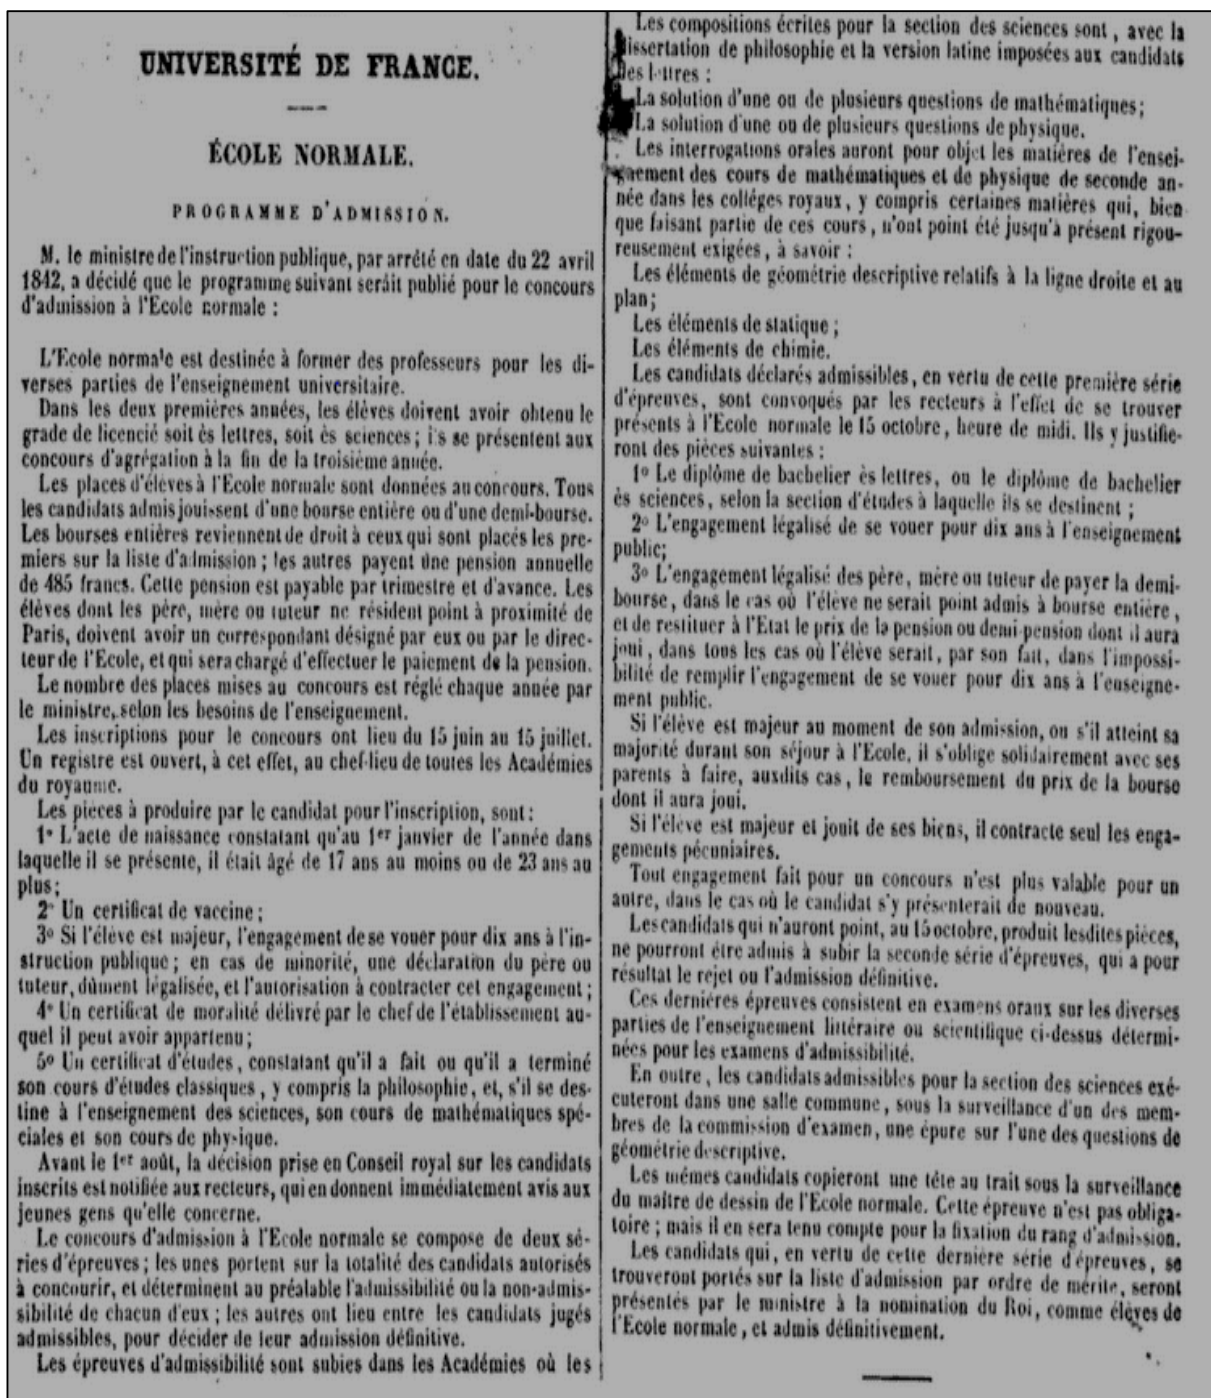 UNIVERSITÉ DE FRANCE.
ÉCOLE NORMALE.
PROGRAMME D'ADMISSION.
M. le ministre de l'instruction publique, par arrêté en date du 22 avril
1842, a décidé que le programme suivant serait publié pour le concours
d'admission à l'Ecole normale :
L'Ecole normale est destinée à former des professeurs pour les di-
verses parties de l'enseignement universitaire.
Dans les deux premières années, les élèves doivent avoir obtenu le
grade de licencié soit ès lettres, soit ès sciences ; ils se présentent aux
concours d'agrégation à la fin de la troisième année.
Les places d'élèves à l'Ecole normale sont données au concours. Tous
les candidats admis jouissent d'une bourse entière ou d'une demi-bourse.
Les bourses entières reviennent de droit à ceux qui sont placés les pre-
miers sur la liste d'admission ; les autres payent une pension annuelle
de 485 francs. Cette pension est payable par trimestre et d'avance. Les
élèves dont les père, mère ou tuteur ne résident point à proximité de
Paris, doivent avoir un correspondant désigné par eux ou par le direc-
teur de l'Ecole, et qui sera chargé d'effectuer le paiement de la pension.
Le nombre des places mises au concours est réglé chaque année par
le ministre, selon les besoins de l'enseignement.
Les inscriptions pour le concours ont lieu du 15 juin au 15 juillet.
Un registre est ouvert, à cet effet, au chef-lieu de toutes les Académies
du royaume.
Les pièces à produire par le candidat pour l'inscription, sont :
1° L'acte de naissance constatant qu'au 1er janvier de l'année dans
laquelle il se présente, il était âgé de 17 ans au moins ou de 23 ans au
plus ;
2° Un certificat de vaccine ;
3° Si l'élève est majeur, l'engagement de se vouer pour dix ans à l'in-
struction publique ; en cas de minorité, une déclaration du père ou
tuteur, dûment légalisée, et l'autorisation à contracter cet engagement ;
4° Un certificat de moralité délivré par le chef de l'établissement au-
quel il peut avoir appartenu ;
5° Un certificat d'études, constatant qu'il a fait ou qu'il a terminé
son cours d'études classiques, y compris la philosophie, et, s'il se des-
tine à l'enseignement des sciences, son cours de mathématiques spé-
ciales et son cours de physique.
Avant le 1er août, la décision prise en Conseil royal sur les candidats
inscrits est notifiée aux recteurs, qui en donnent immédiatement avis aux
jeunes gens qu'elle concerne.
Le concours d'admission à l'Ecole normale se compose de deux sé-
ries d'épreuves ; les unes portent sur la totalité des candidats autorisés
à concourir, et déterminent au préalable l'admissibilité ou la non-admis-
sibilité de chacun d'eux ; les autres ont lieu entre les candidats jugés
admissibles, pour décider de leur admission définitive.
Les épreuves d'admissibilité sont subies dans les Académies où les
Les compositions écrites pour la section des sciences sont, avec la
dissertation de philosophie et la version latine imposées aux candidats
des lettres :
La solution d'une ou de plusieurs questions de mathématiques ;
La solution d'une ou de plusieurs questions de physique.
Les interrogations orales auront pour objet les matières de l'ensei-
gnement des cours de mathématiques et de physique de seconde an-
née dans les colléges royaux, y compris certaines matières qui, bien
que faisant partie de ces cours, n'ont point été jusqu'à présent rigou-
reusement exigées, à savoir :
Les éléments de géométrie descriptive relatifs à la ligne droite et au
plan ;
Les éléments de statique ;
Les éléments de chimie.
Les candidats déclarés admissibles, en vertu de cette première série
d'épreuves, sont convoqués par les recteurs à l'effet de se trouver
présents à l'Ecole normale le 15 octobre, heure de midi. Ils y justifie-
ront des pièces suivantes :
1° Le diplôme de bachelier ès lettres, ou le diplôme de bachelier
ès sciences, selon la section d'études à laquelle ils se destinent ;
2° L'engagement légalisé de se vouer pour dix ans à l'enseignement
public;
3° L'engagement légalisé des père, mère ou tuteur de payer la demi-
bourse, dans le cas où l'élève ne serait point admis à bourse entière,
et de restituer à l'Etat le prix de la pension ou demi-pension dont il aura
joui, dans tous les cas où l'élève serait, par son fait, dans l'impossi-
bilité de remplir l'engagement de se vouer pour dix ans à l'enseigne-
ment public.
Si l'élève est majeur au moment de son admission, ou s'il atteint sa
majorité durant son séjour à l'Ecole, il s'oblige solidairement avec ses
parents à faire, auxdits cas, le remboursement du prix de la bourse
dont il aura joui.
Si l'élève est majeur et jouit de ses biens, il contracte seul les enga-
gements pécuniaires.
Tout engagement fait pour un concours n'est plus valable pour un
autre, dans le cas où le candidat s'y présenterait de nouveau.
Les candidats qui n'auront point, au 15 octobre, produit lesdites pièces,
ne pourront être admis à subir la seconde série d'épreuves, qui a pour
résultat le rejet ou l'admission définitive.
Ces dernières épreuves consistent en examens oraux sur les diverses
parties de l'enseignement littéraire ou scientifique ci-dessus détermi-
nées pour les examens d'admissibilité.
En outre, les candidats admissibles pour la section des sciences exé-
cuteront dans une salle commune, sous la surveillance d'un des mem-
bres de la commission d'examen, une épure sur l'une des questions de
géométrie descriptive.
Les mêmes candidats copieront une tête au trait sous la surveillance
du maître de dessin de l'Ecole normale. Cette épreuve n'est pas obliga-
toire ; mais il en sera tenu compte pour la fixation du rang d'admission.
Les candidats qui, en vertu de cette dernière série d'épreuves, se
trouveront portés sur la liste d'admission par ordre de mérite, seront
présentés par le ministre à la nomination du Roi, comme élèves de
l'Ecole normale, et admis définitivement.